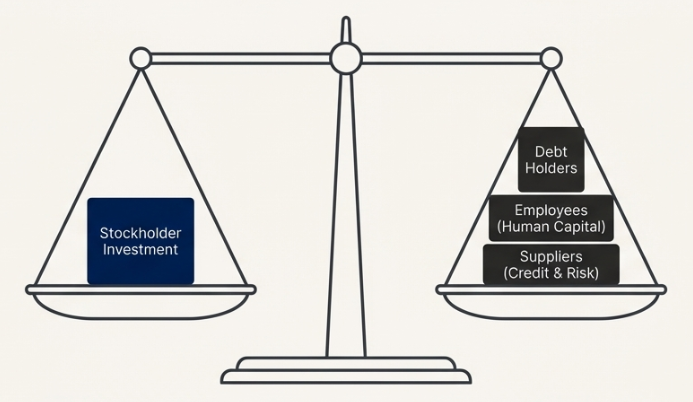 Stockholder
Investment
Debt
Holders
Employees
(Human Capital)
Suppliers
(Credit & Risk)